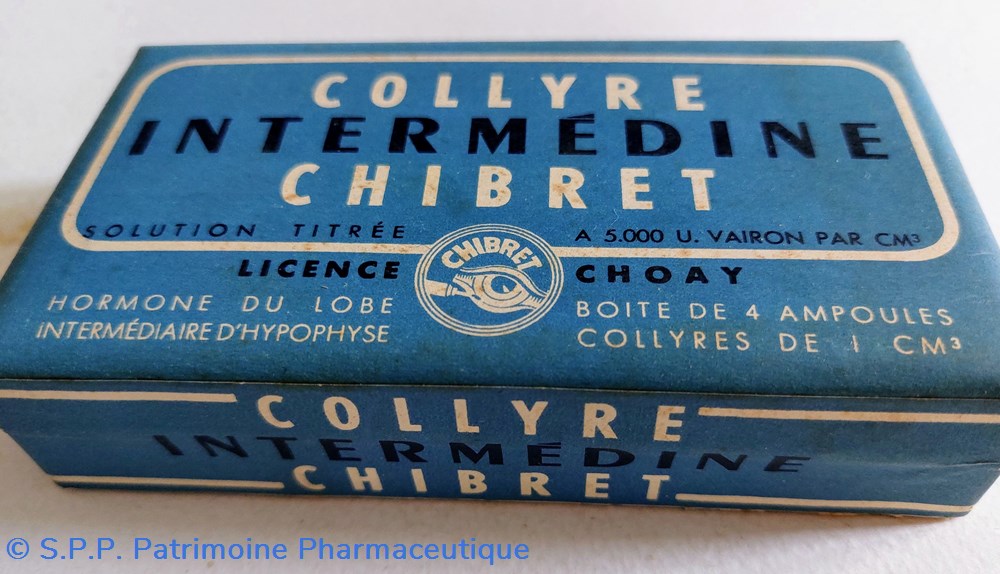 COLLYRE
INTERMÉDINE
CHIBRET
SOLUTION TITRÉE
A 5.000 U. VAIRON PAR CM³
LICENCE CHOAY
CHIBRET
HORMONE DU LOBE
INTERMÉDIAIRE D'HYPOPHYSE
BOITE DE 4 AMPOULES
COLLYRES DE 1 CM³
COLLYRE
INTERMÉDINE
CHIBRET
© S.P.P. Patrimoine Pharmaceutique